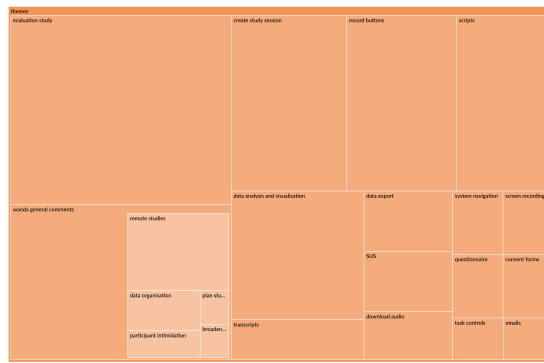 themes
evaluation study
create study session
record buttons
scripts
wanda general comments
remote studies
data organisation
plan stu...
participant intimidation
broaden...
data analysis and visualization
data export
system navigation
screen recording
SUS
questionnaire
consent forms
transcripts
download audio
task controls
emails